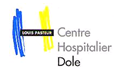 LOUIS PASTEUR
Centre
Hospitalier
Dole